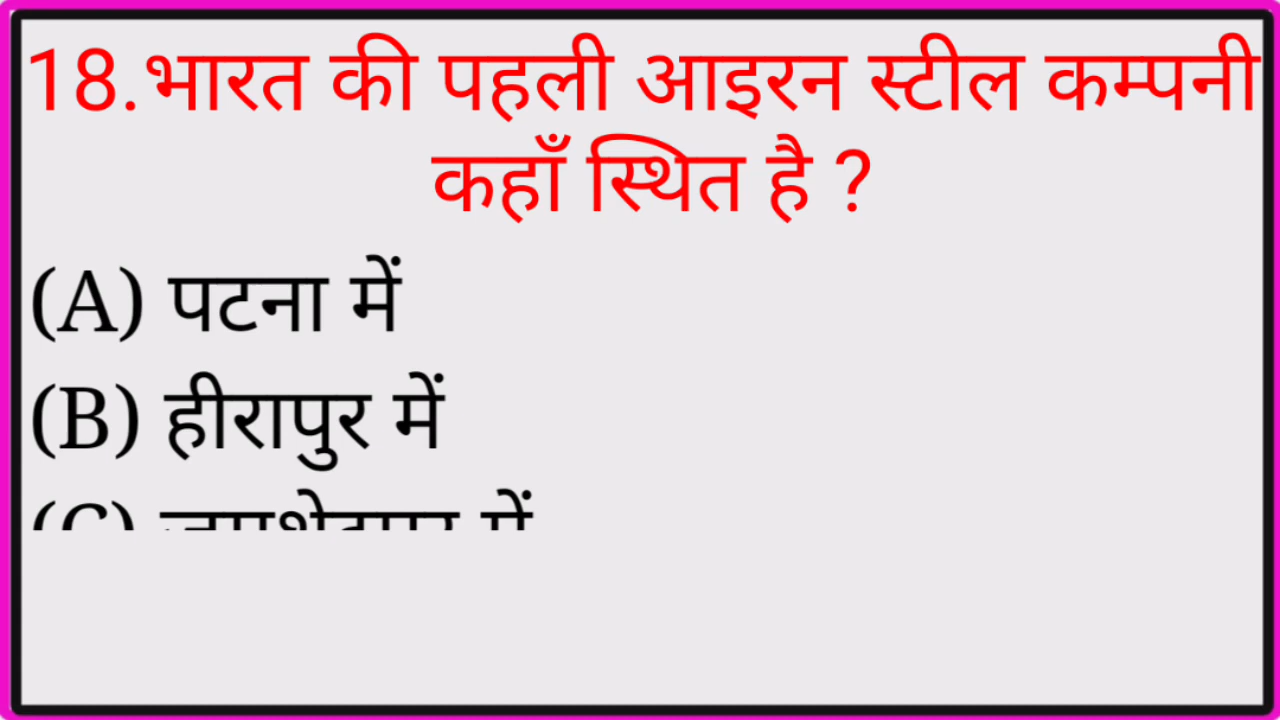 18.भारत की पहली आइरन स्टील कम्पनी
कहाँ स्थित है ?
(A) पटना में
(B) हीरापुर में
(C) में